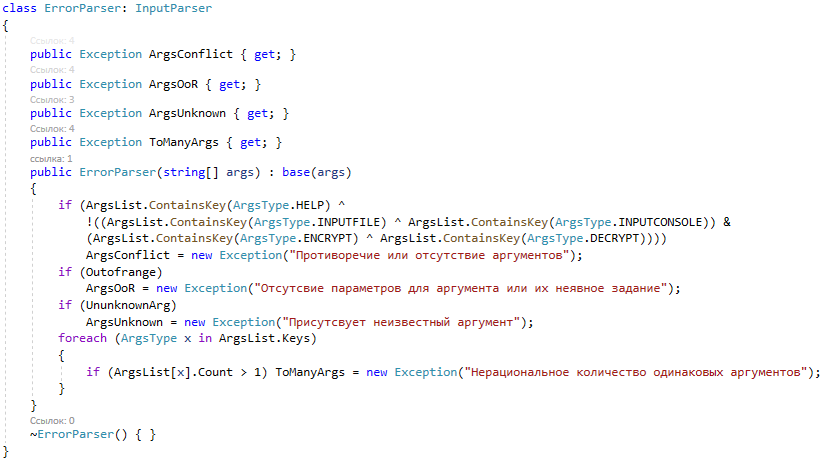 class ErrorParser: InputParser
{
Ссылок: 4
public Exception ArgsConflict { get; }
Ссылок: 4
public Exception ArgsOoR { get; }
Ссылок: 3
public Exception ArgsUnknown { get; }
Ссылок: 4
public Exception ToManyArgs { get; }
ссылка: 1
public ErrorParser(string[] args) : base(args)
{
if (ArgsList.ContainsKey(ArgsType.HELP) ^
!((ArgsList.ContainsKey(ArgsType.INPUTFILE) ^ ArgsList.ContainsKey(ArgsType.INPUTCONSOLE)) &
(ArgsList.ContainsKey(ArgsType.ENCRYPT) ^ ArgsList.ContainsKey(ArgsType.DECRYPT))))
ArgsConflict = new Exception("Противоречие или отсутствие аргументов");
if (Outofrange)
ArgsOoR = new Exception("Отсутсвие параметров для аргумента или их неявное задание");
if (UnunknownArg)
ArgsUnknown = new Exception("Присутсвует неизвестный аргумент");
foreach (ArgsType x in ArgsList.Keys)
{
if (ArgsList[x].Count > 1) ToManyArgs = new Exception("Нерациональное количество одинаковых аргументов");
}
}
Ссылок: 0
~ErrorParser() { }
}